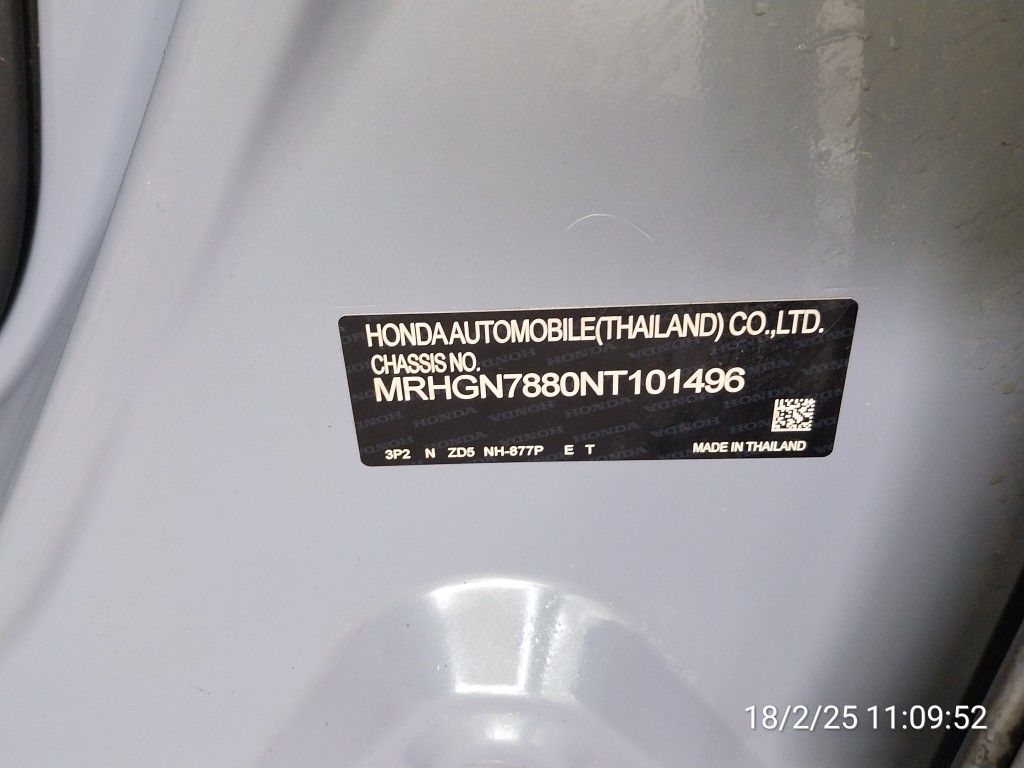 HONDA AUTOMOBILE(THAILAND) CO.,LTD.
CHASSIS NO.
MRHGN7880NT101496
3P2 N ZD5 NH-877P E T MADE IN THAILAND
18/2/25 11:09:52